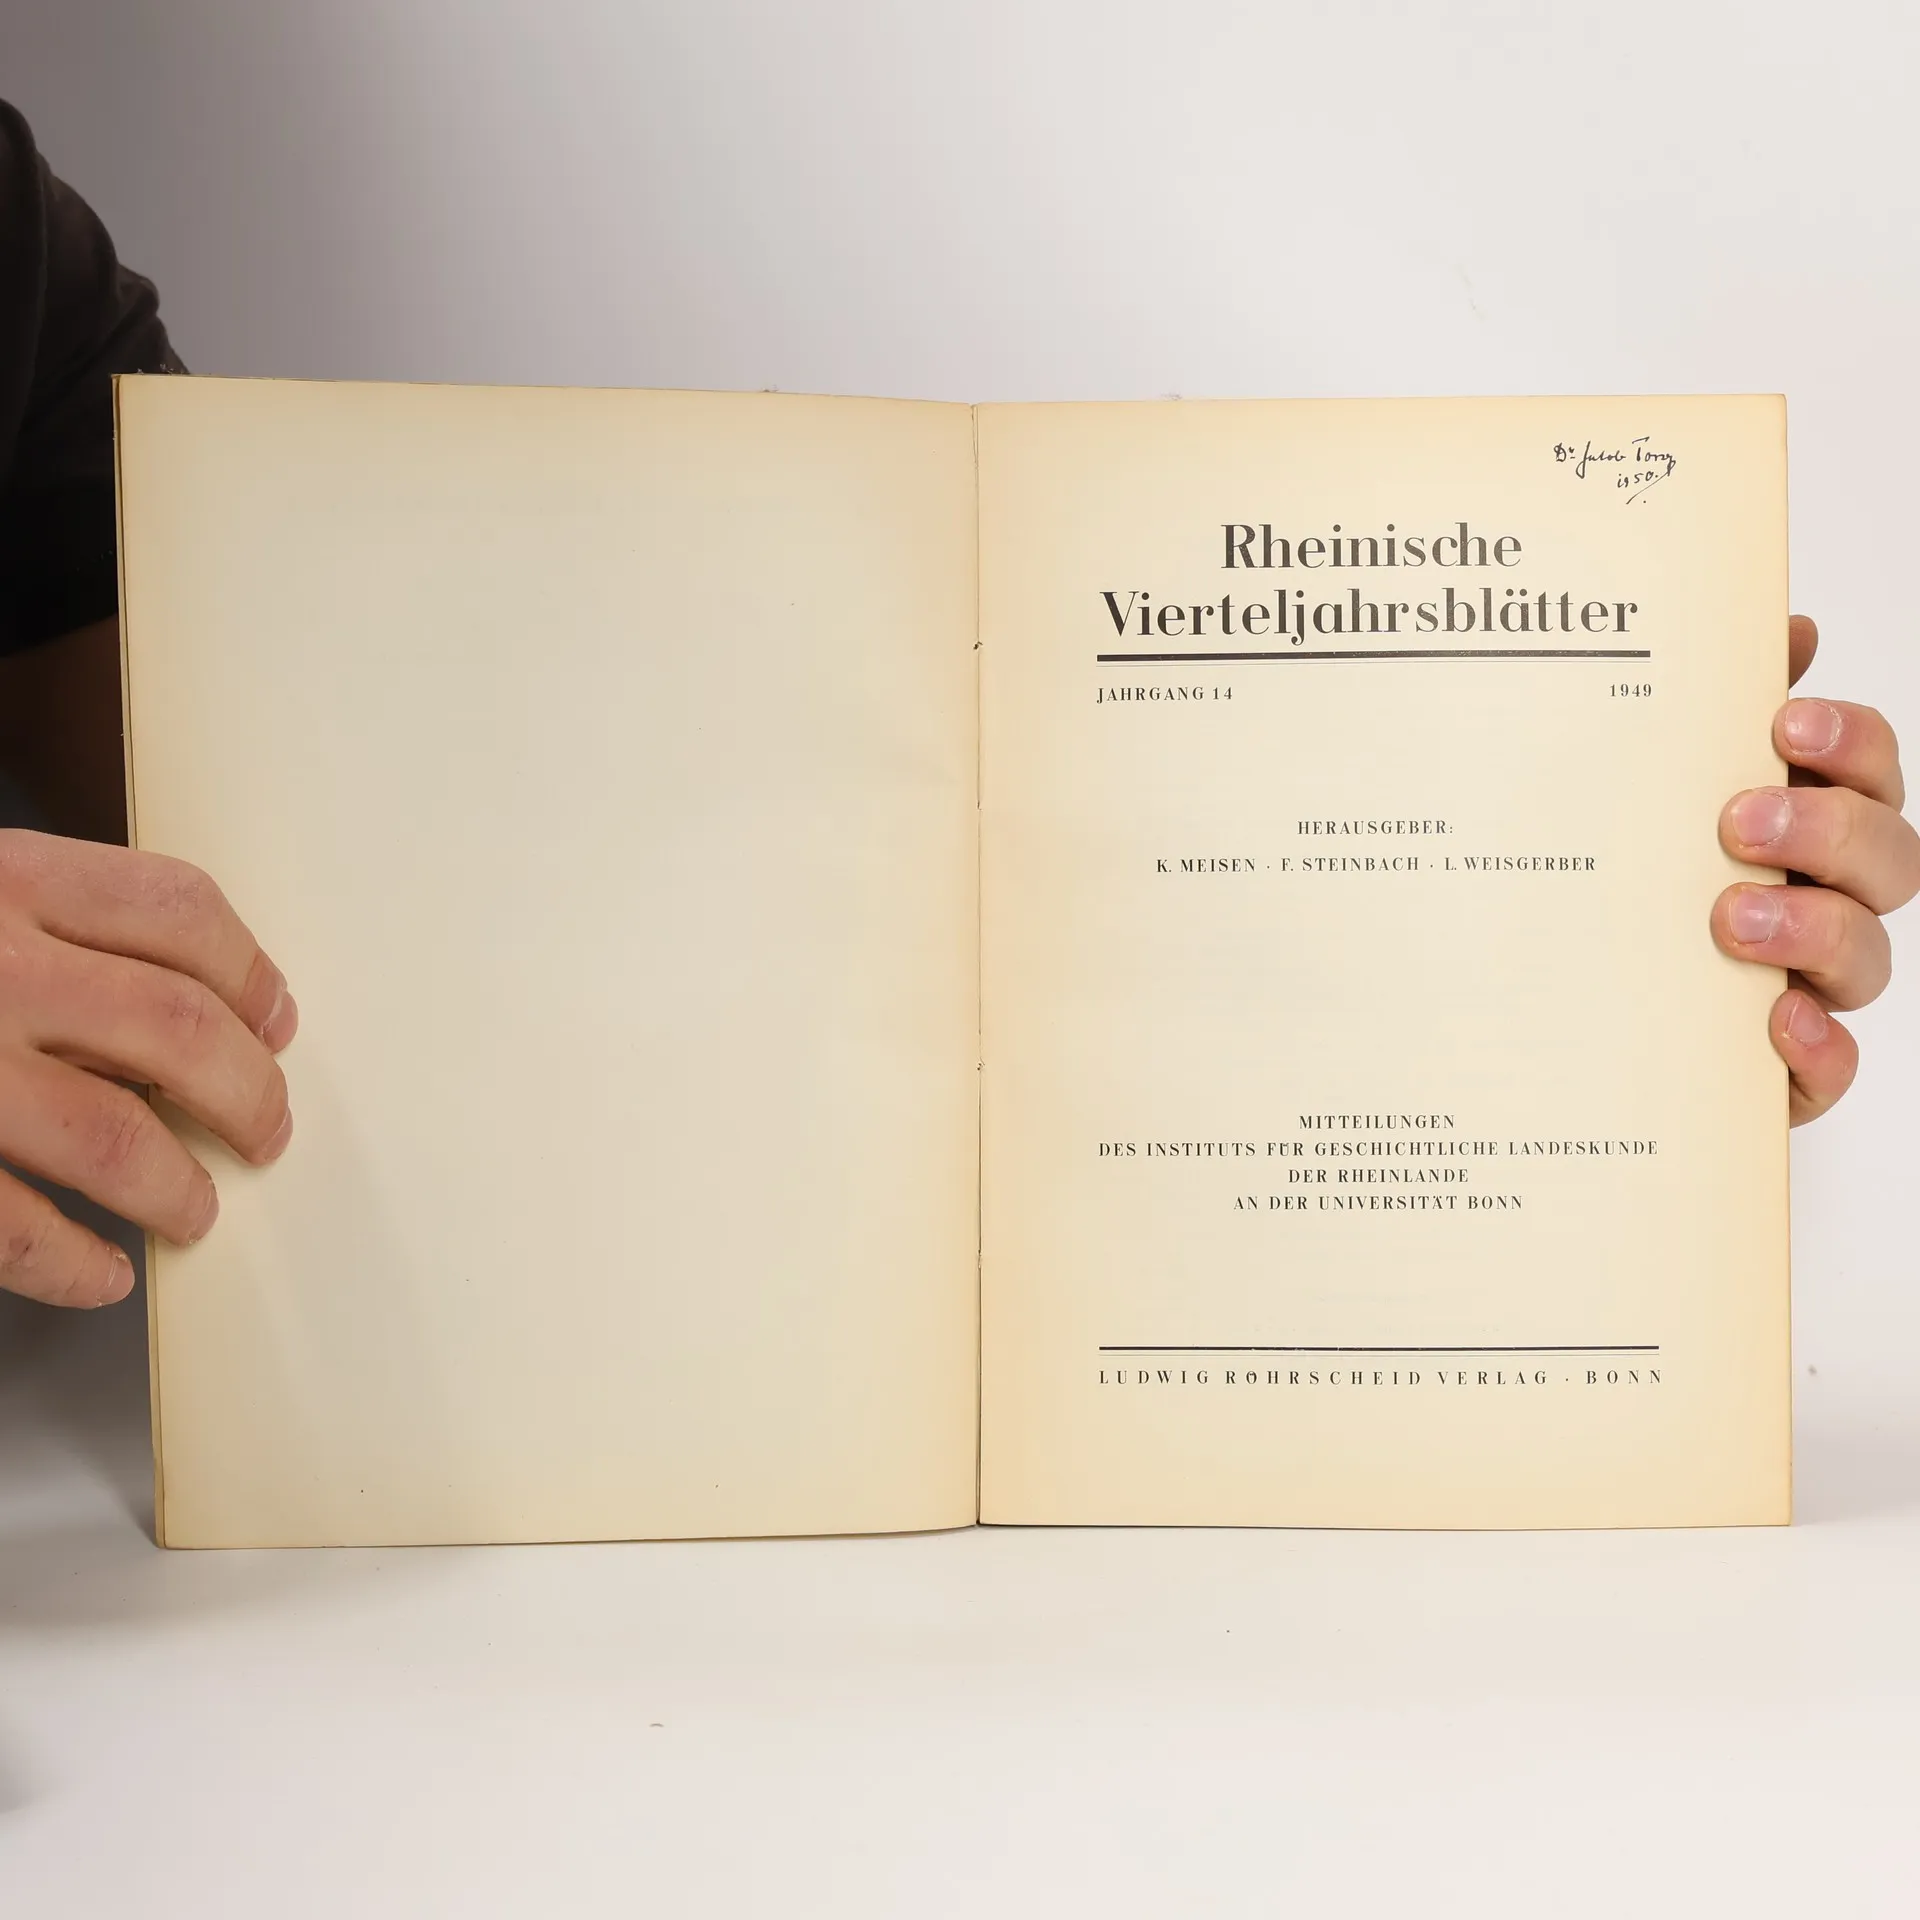 Dr Jakob
1950.
Rheinische
Vierteljahrsblätter
JAHRGANG 14 1949
HERAUSGEBER:
K. MEISEN · F. STEINBACH · L. WEISGERBER
MITTEILUNGEN
DES INSTITUTS FÜR GESCHICHTLICHE LANDESKUNDE
DER RHEINLANDE
AN DER UNIVERSITÄT BONN
LUDWIG RÖHRSCHEID VERLAG · BONN